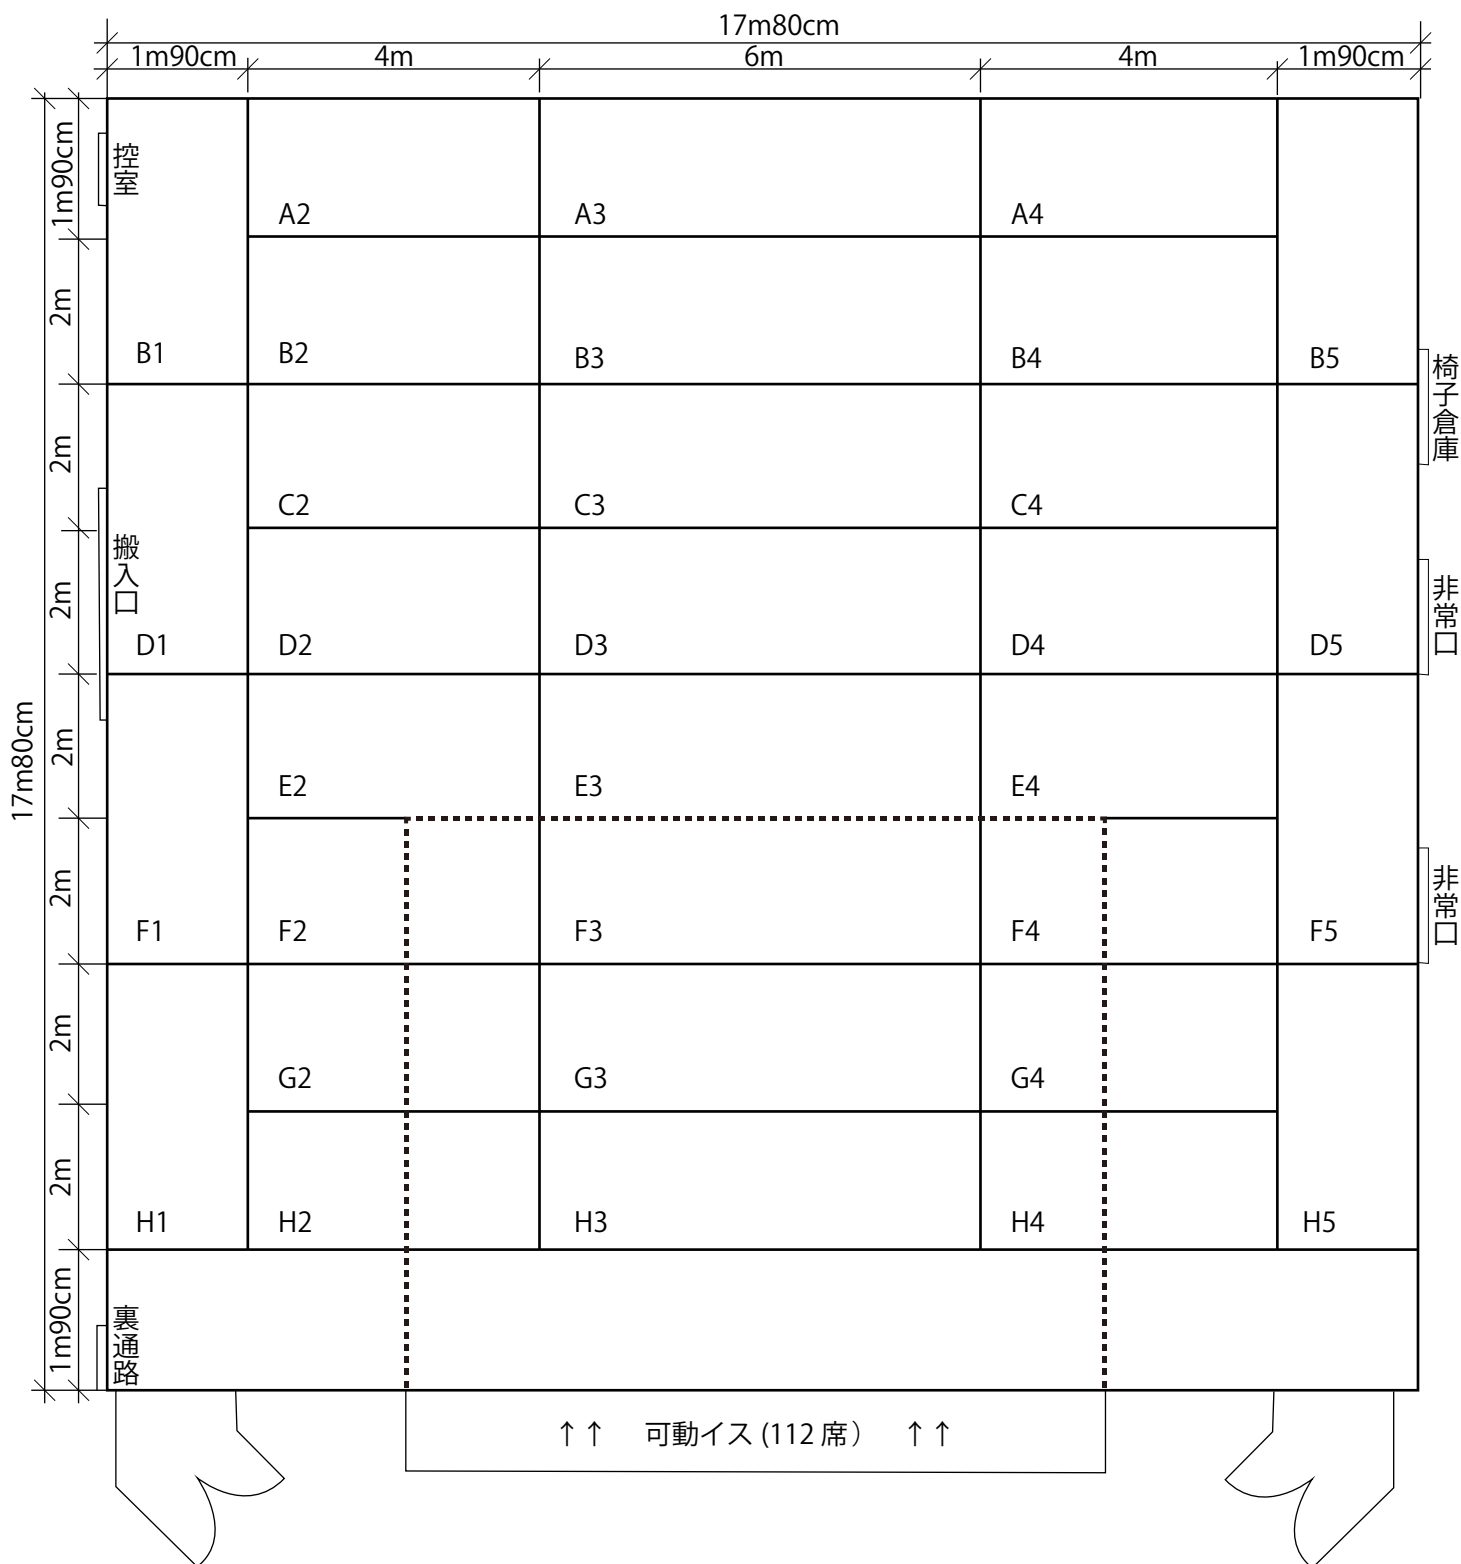 17m80cm
1m90cm 4m 6m 4m 1m90cm
1m90cm
控室
A2 A3 A4
2m
B1 B2 B3 B4 B5
椅子倉庫
2m
C2 C3 C4
搬入口
2m
非常口
D1 D2 D3 D4 D5
17m80cm
2m
E2 E3 E4
2m
非常口
F1 F2 F3 F4 F5
2m
G2 G3 G4
2m
H1 H2 H3 H4 H5
1m90cm
裏通路
↑↑ 可動イス (112 席） ↑↑